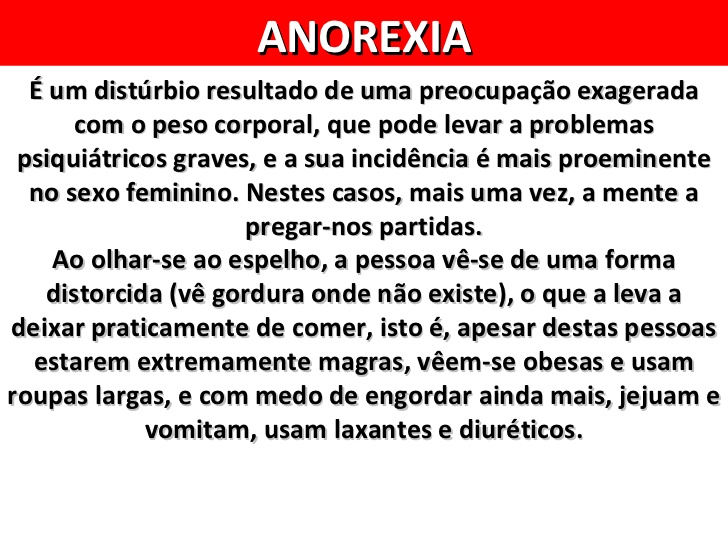 ANOREXIA
É um distúrbio resultado de uma preocupação exagerada
com o peso corporal, que pode levar a problemas
psiquiátricos graves, e a sua incidência é mais proeminente
no sexo feminino. Nestes casos, mais uma vez, a mente a
pregar-nos partidas.
Ao olhar-se ao espelho, a pessoa vê-se de uma forma
distorcida (vê gordura onde não existe), o que a leva a
deixar praticamente de comer, isto é, apesar destas pessoas
estarem extremamente magras, vêem-se obesas e usam
roupas largas, e com medo de engordar ainda mais, jejuam e
vomitam, usam laxantes e diuréticos.